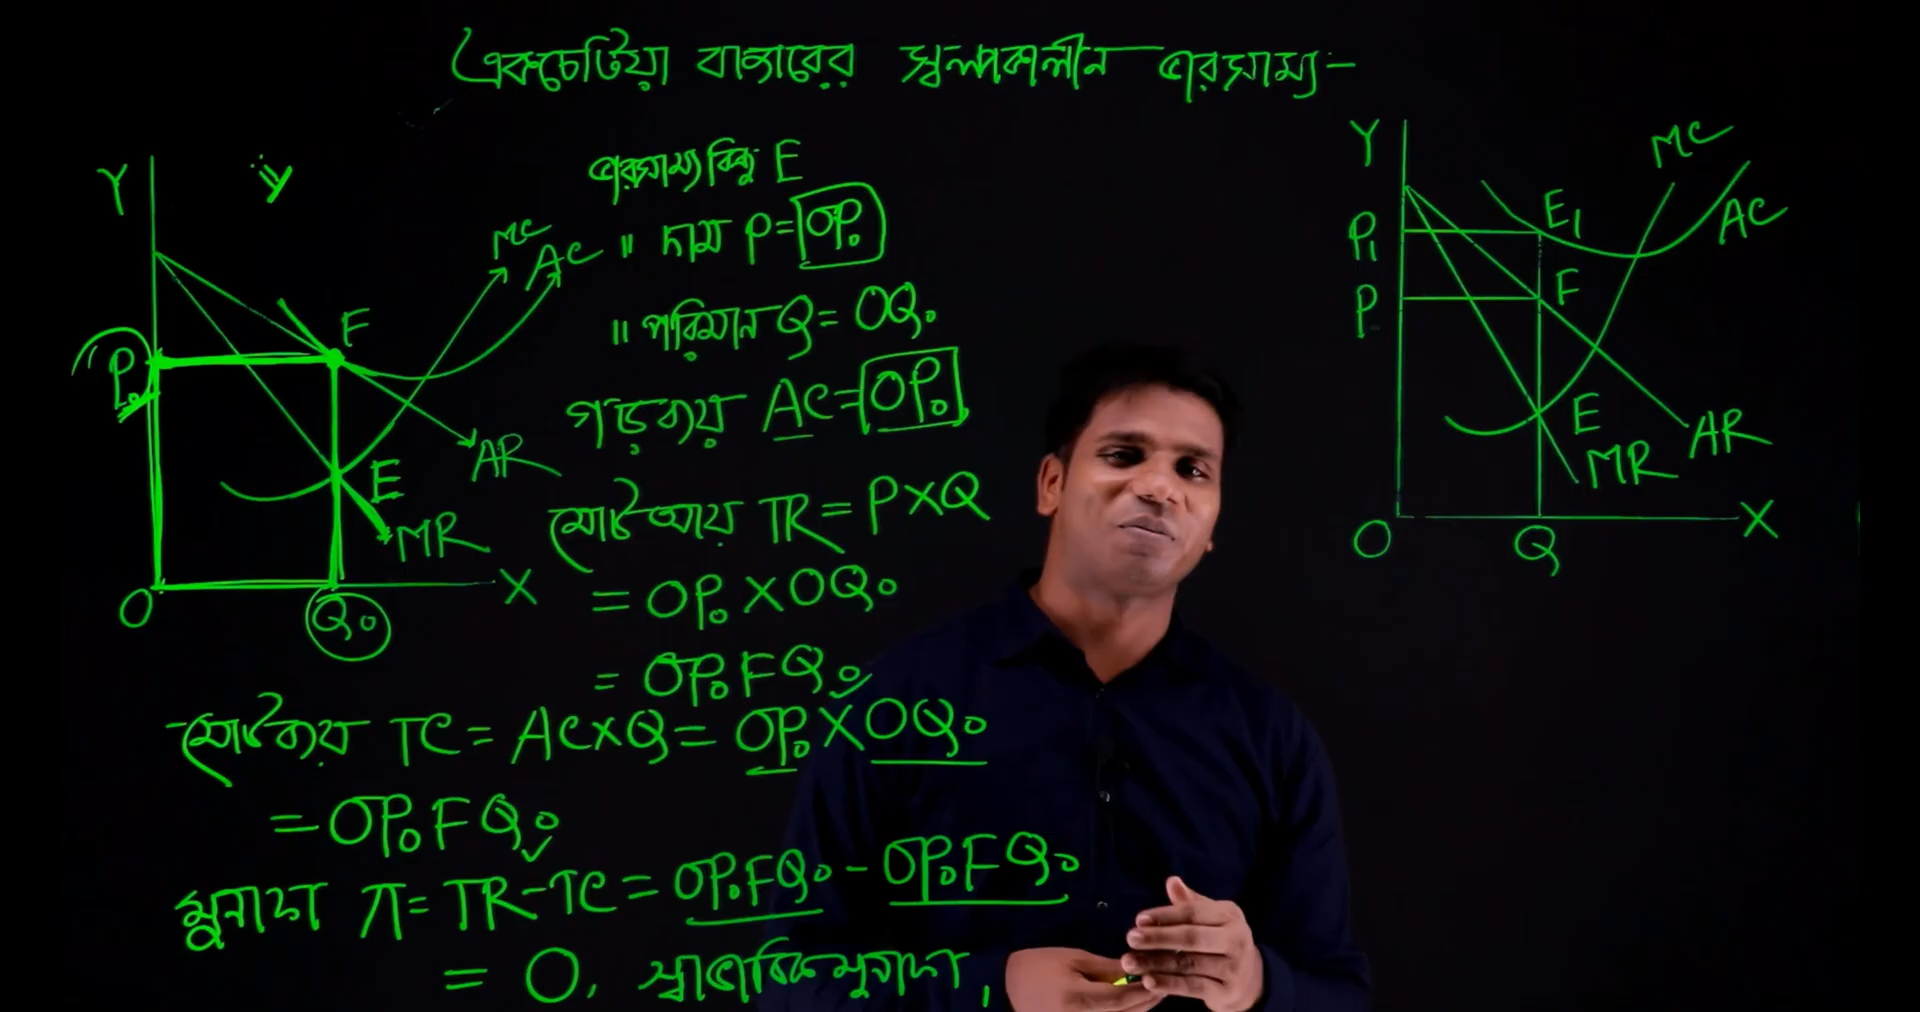 একচেটিয়া বাজারের স্বল্পকালীন ভারসাম্য-
Y
ÿ
MC
AC
F
P₀
AR
E
MR
O
Q₀
X
ভারসাম্য বিন্দু E
" দাম P=OP₀
" পরিমান Q= OQ₀
গড়ব্যয় AC=OP₀
মোটআয় TR= P×Q
= OP₀×OQ₀
= OP₀FQ₀
মোটব্যয় TC= AC×Q= OP₀×OQ₀
=OP₀FQ₀
মুনাফা π= TR-TC= OP₀FQ₀-OP₀FQ₀
= 0, স্বাভাবিক মুনাফা,
Y
MC
P₁
E₁
AC
P
F
E
AR
MR
O
Q
X